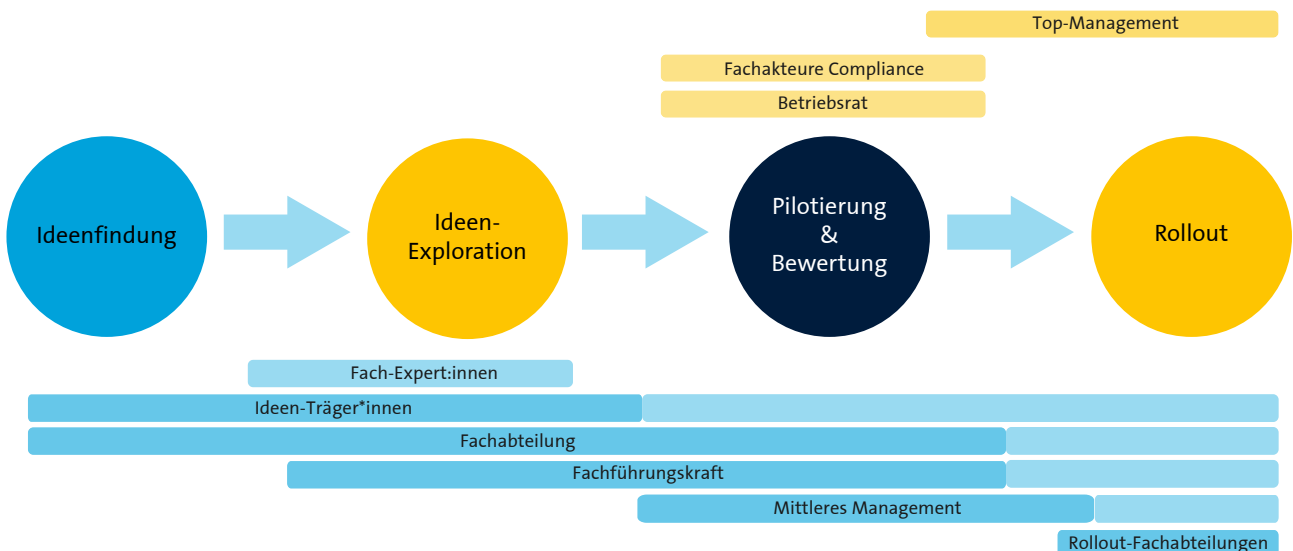 Top-Management
Fachakteure Compliance
Betriebsrat
Ideenfindung
Ideen-
Exploration
Pilotierung
&
Bewertung
Rollout
Fach-Expert:innen
Ideen-Träger*innen
Fachabteilung
Fachführungskraft
Mittleres Management
Rollout-Fachabteilungen